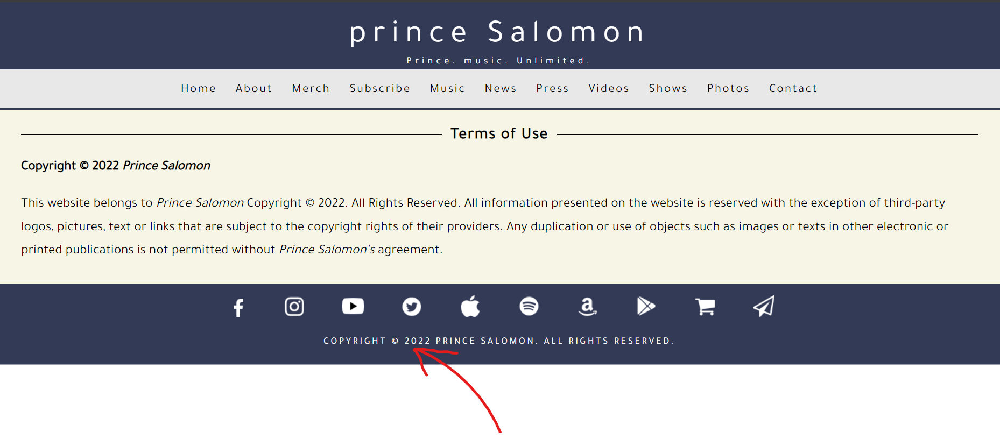 prince Salomon
Prince. music. Unlimited.
Home About Merch Subscribe Music News Press Videos Shows Photos Contact
Terms of Use
Copyright © 2022 Prince Salomon
This website belongs to Prince Salomon Copyright © 2022. All Rights Reserved. All information presented on the website is reserved with the exception of third-party
logos, pictures, text or links that are subject to the copyright rights of their providers. Any duplication or use of objects such as images or texts in other electronic or
printed publications is not permitted without Prince Salomon's agreement.
COPYRIGHT © 2022 PRINCE SALOMON. ALL RIGHTS RESERVED.